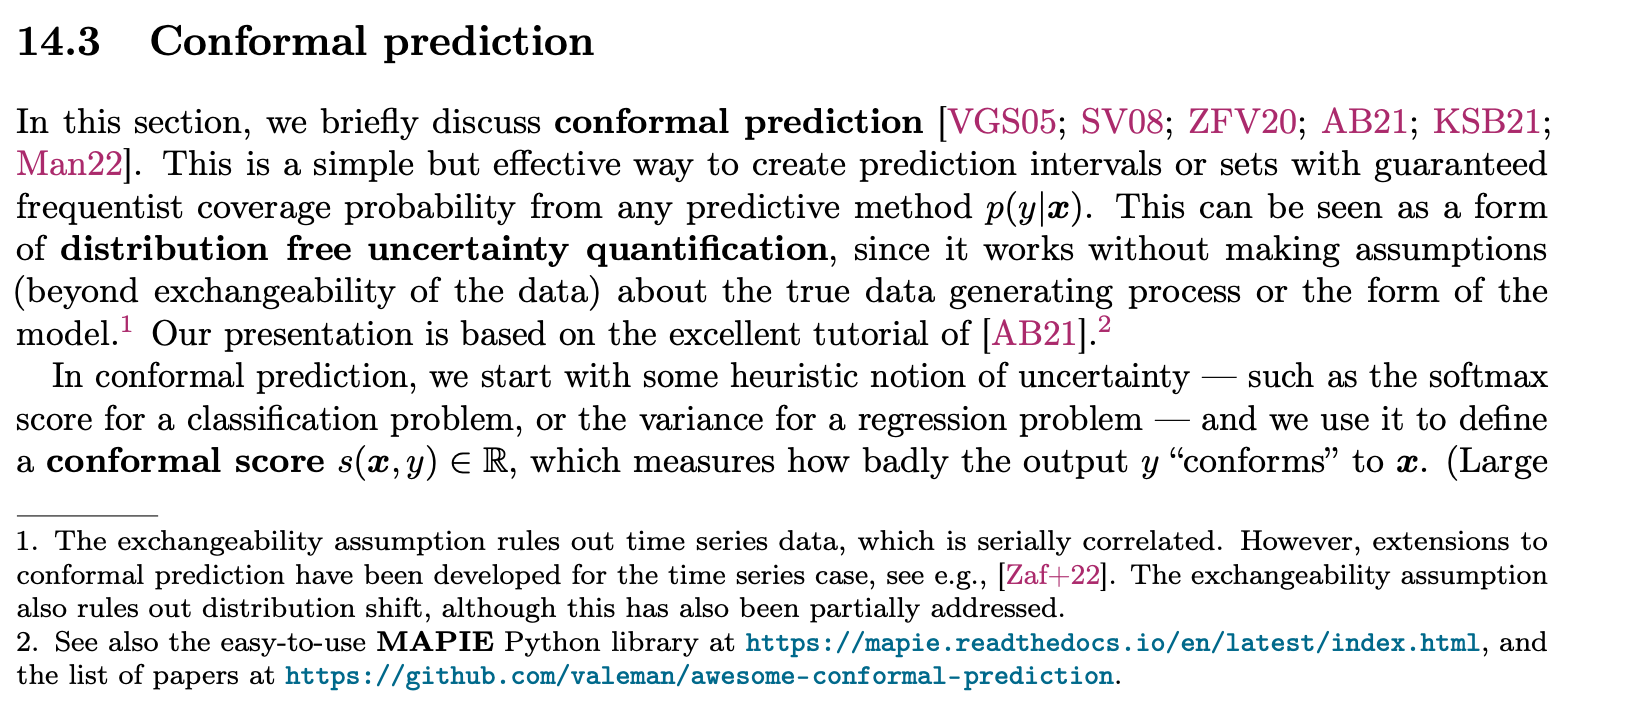 14.3 Conformal prediction
In this section, we briefly discuss conformal prediction [VGS05; SV08; ZFV20; AB21; KSB21;
Man22]. This is a simple but effective way to create prediction intervals or sets with guaranteed
frequentist coverage probability from any predictive method p(y|x). This can be seen as a form
of distribution free uncertainty quantification, since it works without making assumptions
(beyond exchangeability of the data) about the true data generating process or the form of the
model.¹ Our presentation is based on the excellent tutorial of [AB21].²
In conformal prediction, we start with some heuristic notion of uncertainty — such as the softmax
score for a classification problem, or the variance for a regression problem — and we use it to define
a conformal score s(x, y) ∈ ℝ, which measures how badly the output y “conforms” to x. (Large
1. The exchangeability assumption rules out time series data, which is serially correlated. However, extensions to
conformal prediction have been developed for the time series case, see e.g., [Zaf+22]. The exchangeability assumption
also rules out distribution shift, although this has also been partially addressed.
2. See also the easy-to-use MAPIE Python library at https://mapie.readthedocs.io/en/latest/index.html, and
the list of papers at https://github.com/valeman/awesome-conformal-prediction.